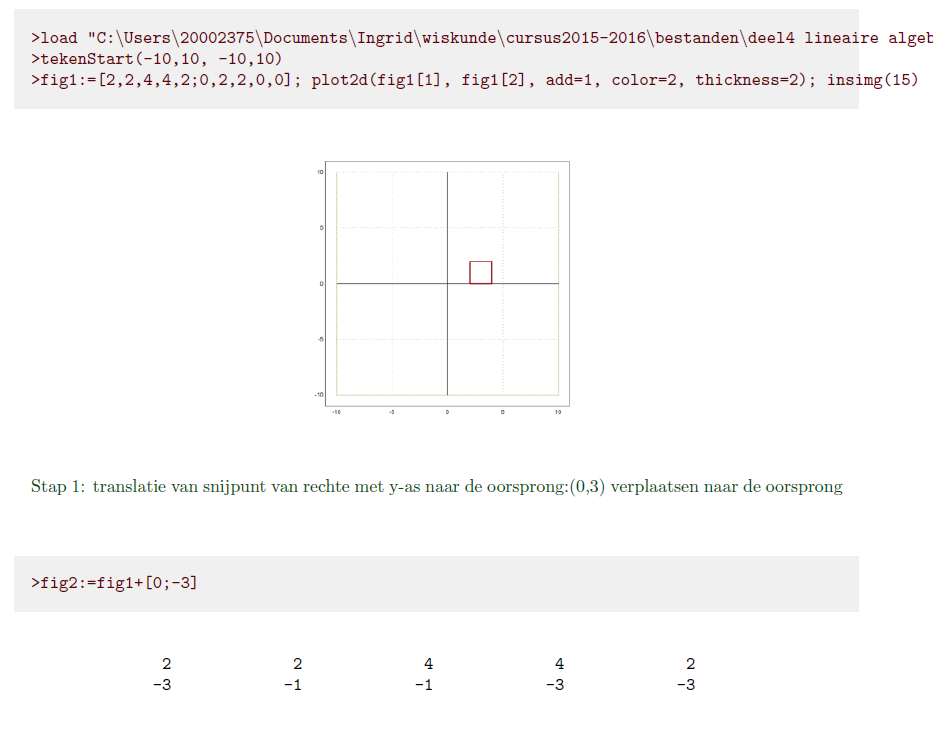 >load "C:\Users\20002375\Documents\Ingrid\wiskunde\cursus2015-2016\bestanden\deel4 lineaire algeb
>tekenStart(-10,10, -10,10)
>fig1:=[2,2,4,4,2;0,2,2,0,0]; plot2d(fig1[1], fig1[2], add=1, color=2, thickness=2); insimg(15)
10
5
0
-5
-10
-10 -5 0 5 10
Stap 1: translatie van snijpunt van rechte met y-as naar de oorsprong:(0,3) verplaatsen naar de oorsprong
>fig2:=fig1+[0;-3]
2 2 4 4 2
-3 -1 -1 -3 -3